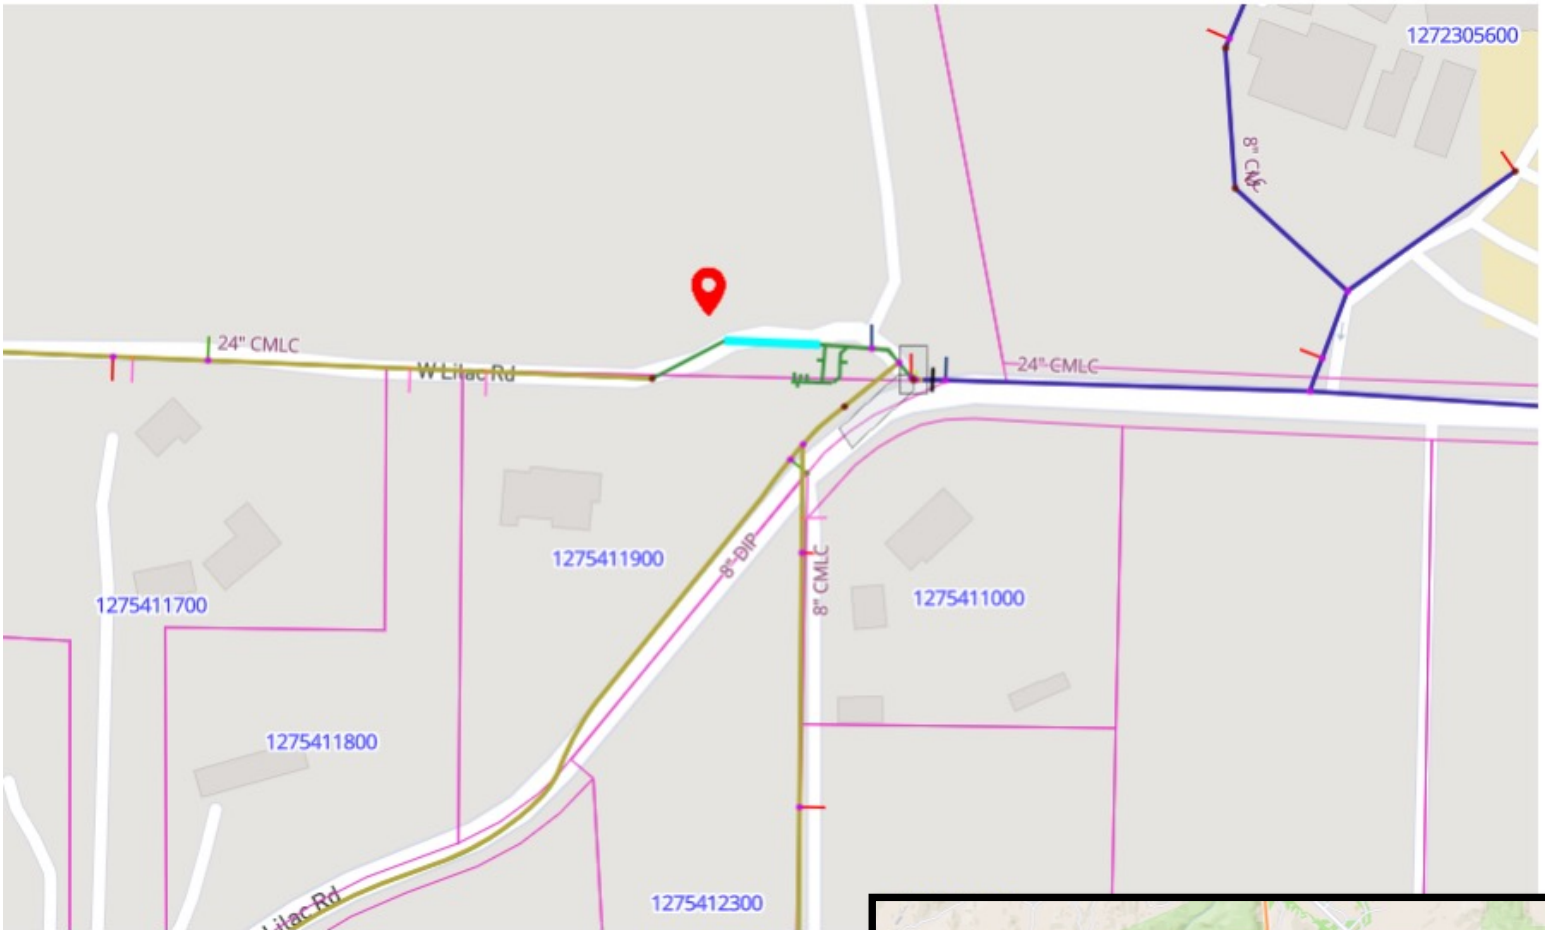 1272305600
8" CML
24" CMLC
W Lilac Rd
24" CMLC
8" DIP
8" CMLC
1275411900
1275411700
1275411000
1275411800
Lilac Rd
1275412300